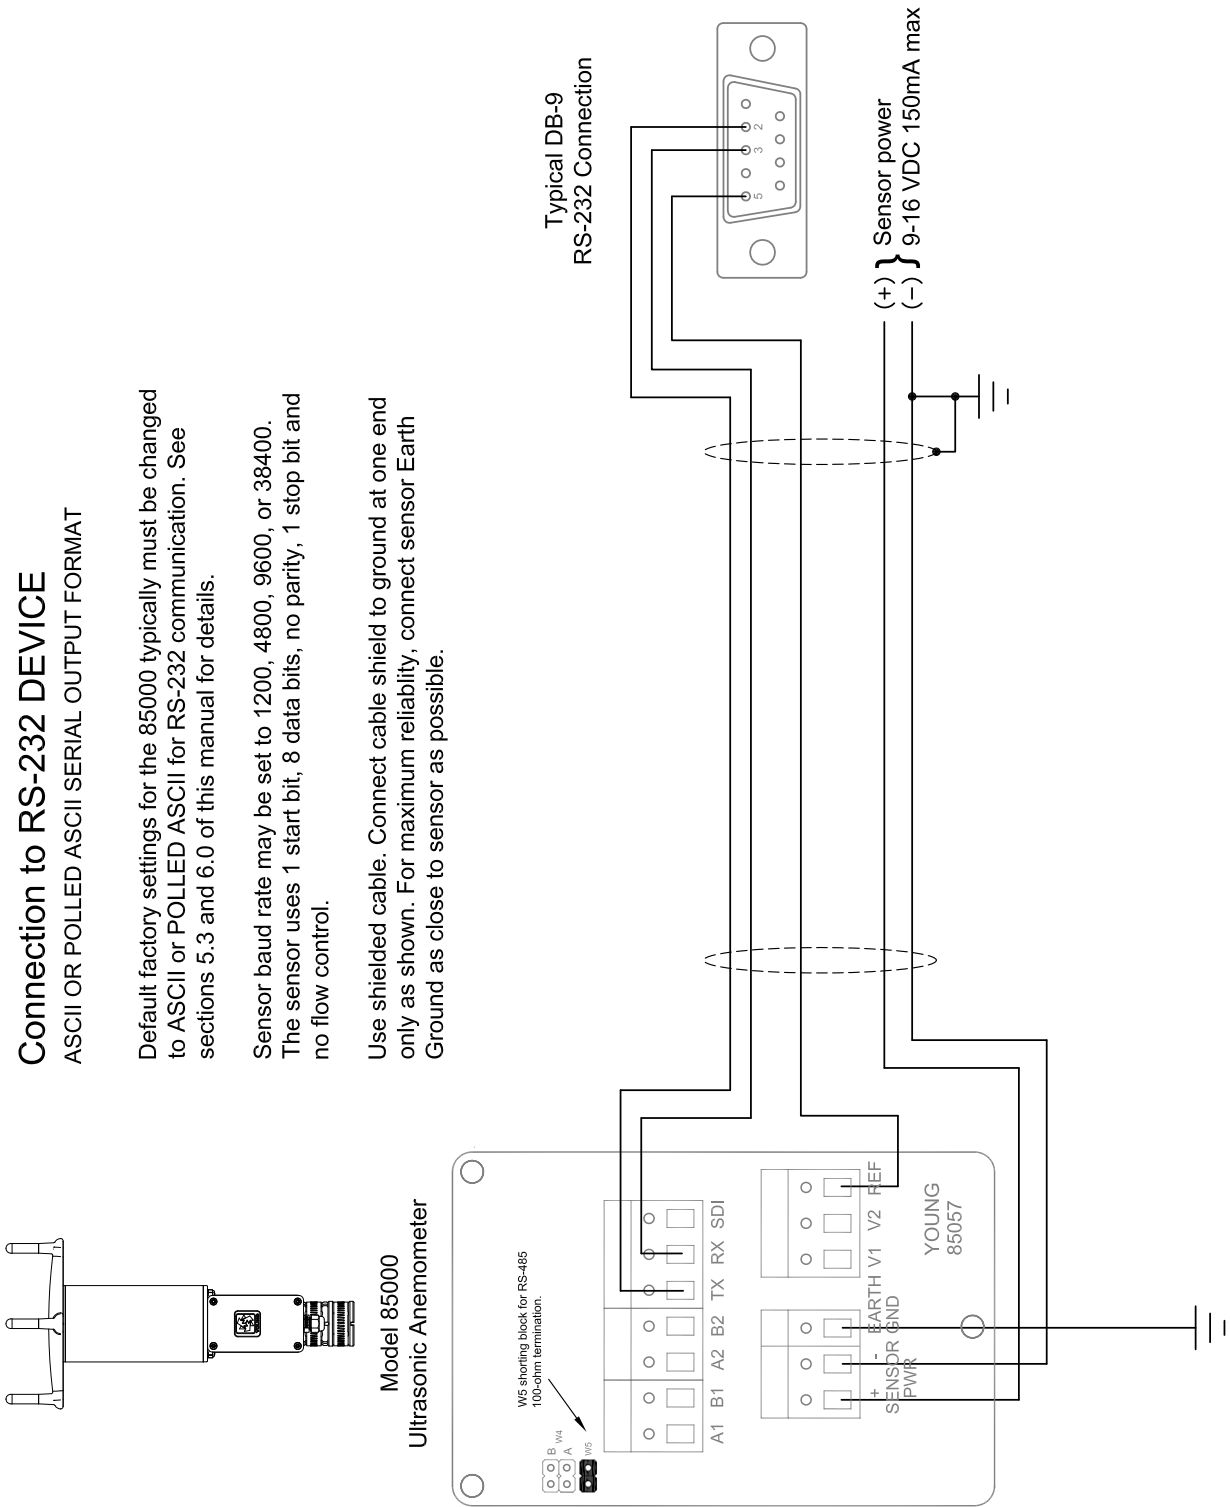 Connection to RS-232 DEVICE
ASCII OR POLLED ASCII SERIAL OUTPUT FORMAT
Default factory settings for the 85000 typically must be changed
to ASCII or POLLED ASCII for RS-232 communication. See
sections 5.3 and 6.0 of this manual for details.
Sensor baud rate may be set to 1200, 4800, 9600, or 38400.
The sensor uses 1 start bit, 8 data bits, no parity, 1 stop bit and
no flow control.
Use shielded cable. Connect cable shield to ground at one end
only as shown. For maximum reliablity, connect sensor Earth
Ground as close to sensor as possible.
Model 85000
Ultrasonic Anemometer
W5 shorting block for RS-485
100-ohm termination.
B
W4
A
W5
A1 B1 A2 B2 TX RX SDI
+ - EARTH V1 V2 REF
SENSOR GND
PWR
YOUNG
85057
Typical DB-9
RS-232 Connection
2
3
5
(+) } Sensor power
(−) } 9-16 VDC 150mA max